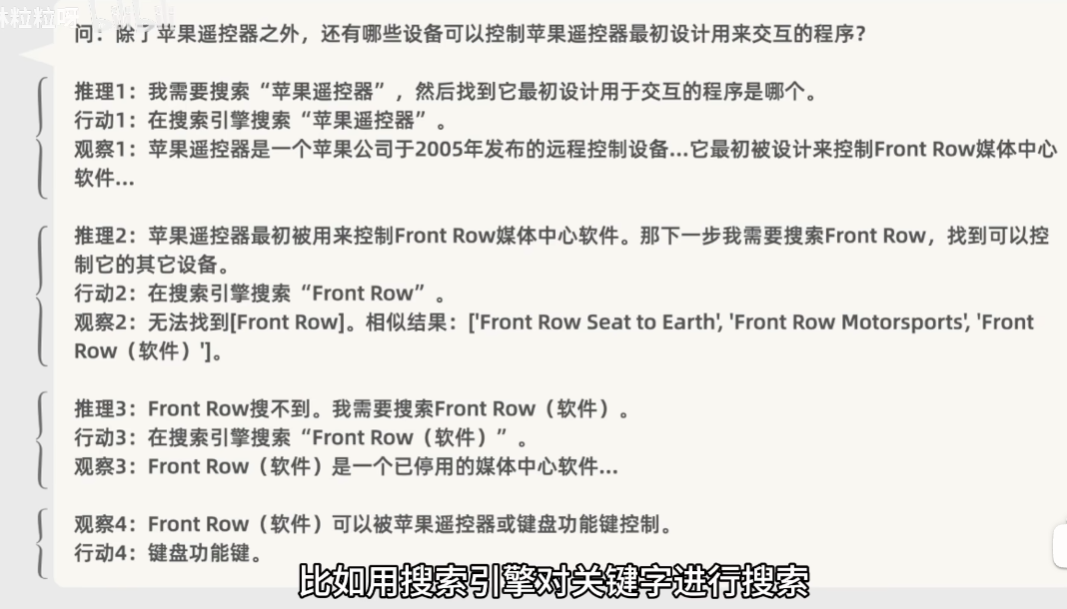 粒粒呀
问：除了苹果遥控器之外，还有哪些设备可以控制苹果遥控器最初设计用来交互的程序？
推理1：我需要搜索“苹果遥控器”，然后找到它最初设计用于交互的程序是哪个。
行动1：在搜索引擎搜索“苹果遥控器”。
观察1：苹果遥控器是一个苹果公司于2005年发布的远程控制设备...它最初被设计来控制Front Row媒体中心
软件...
推理2：苹果遥控器最初被用来控制Front Row媒体中心软件。那下一步我需要搜索Front Row，找到可以控
制它的其它设备。
行动2：在搜索引擎搜索“Front Row”。
观察2：无法找到[Front Row]。相似结果：['Front Row Seat to Earth', 'Front Row Motorsports', 'Front
Row（软件）']。
推理3：Front Row搜不到。我需要搜索Front Row（软件）。
行动3：在搜索引擎搜索“Front Row（软件）”。
观察3：Front Row（软件）是一个已停用的媒体中心软件...
观察4：Front Row（软件）可以被苹果遥控器或键盘功能键控制。
行动4：键盘功能键。
比如用搜索引擎对关键字进行搜索